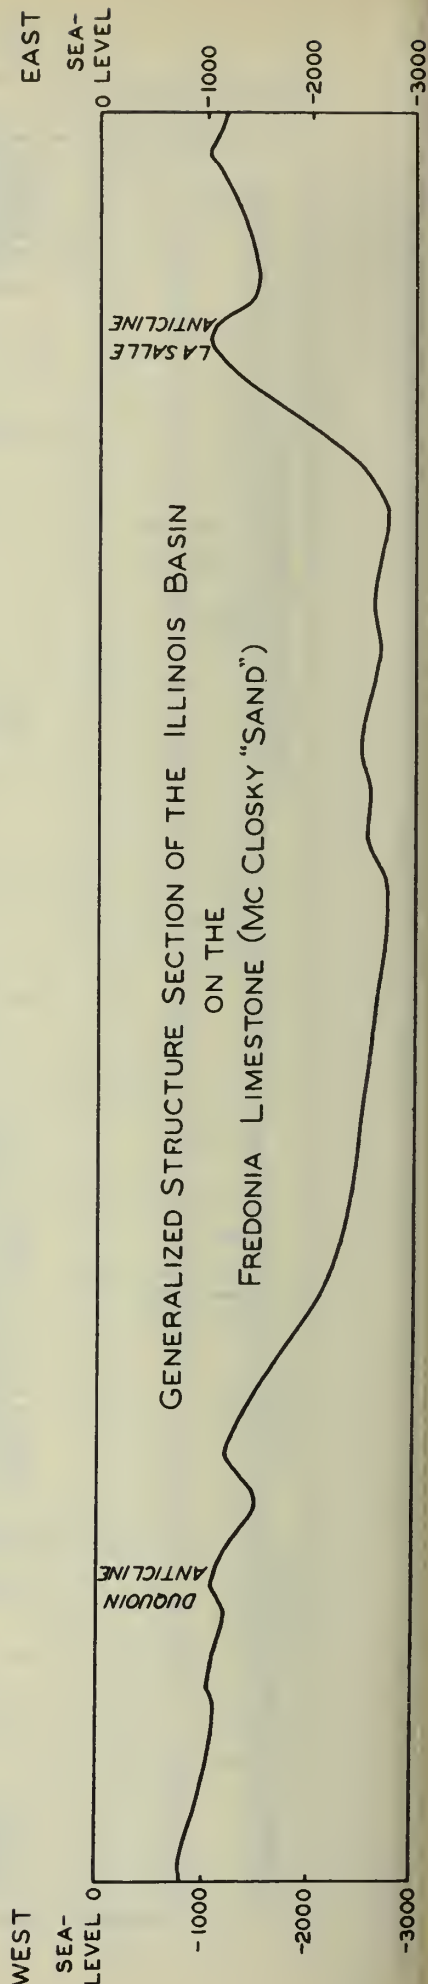 WEST
SEA-
LEVEL 0
-1000
-2000
-3000
EAST
SEA-
0 LEVEL
-1000
-2000
-3000
GENERALIZED STRUCTURE SECTION OF THE ILLINOIS BASIN
ON THE
FREDONIA LIMESTONE (MC CLOSKY "SAND")
DUQUOIN
ANTICLINE
LA SALLE
ANTICLINE